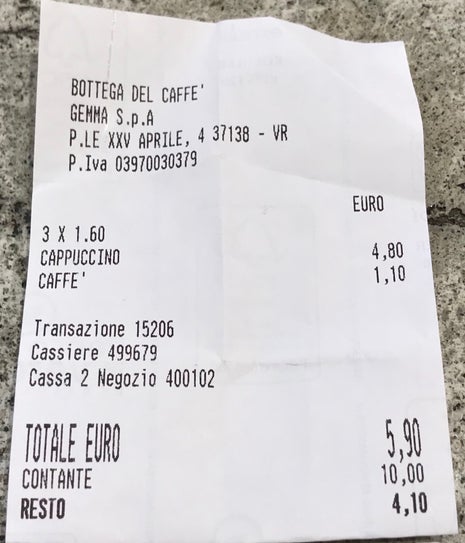 BOTTEGA DEL CAFFE'
GEMMA S.p.A
P.LE XXV APRILE, 4 37138 - VR
P.Iva 03970030379
EURO
3 X 1.60
CAPPUCCINO 4,80
CAFFE' 1,10
Transazione 15206
Cassiere 499679
Cassa 2 Negozio 400102
TOTALE EURO 5,90
CONTANTE 10,00
RESTO 4,10